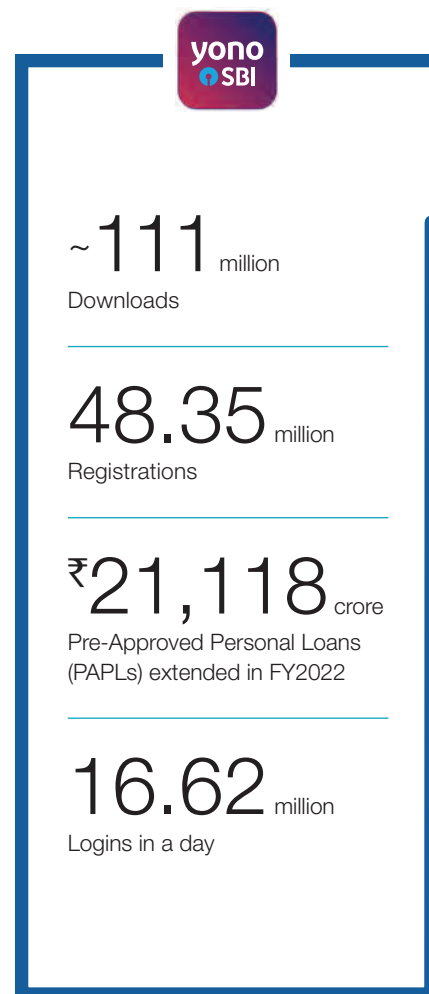 yono
SBI
~111 million
Downloads
48.35 million
Registrations
₹21,118 crore
Pre-Approved Personal Loans
(PAPLs) extended in FY2022
16.62 million
Logins in a day